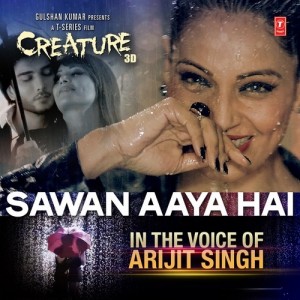 GULSHAN KUMAR PRESENTS
A T-SERIES FILM
CREATURE
3D
T
SAWAN AAYA HAI
IN THE VOICE OF
ARIJIT SINGH